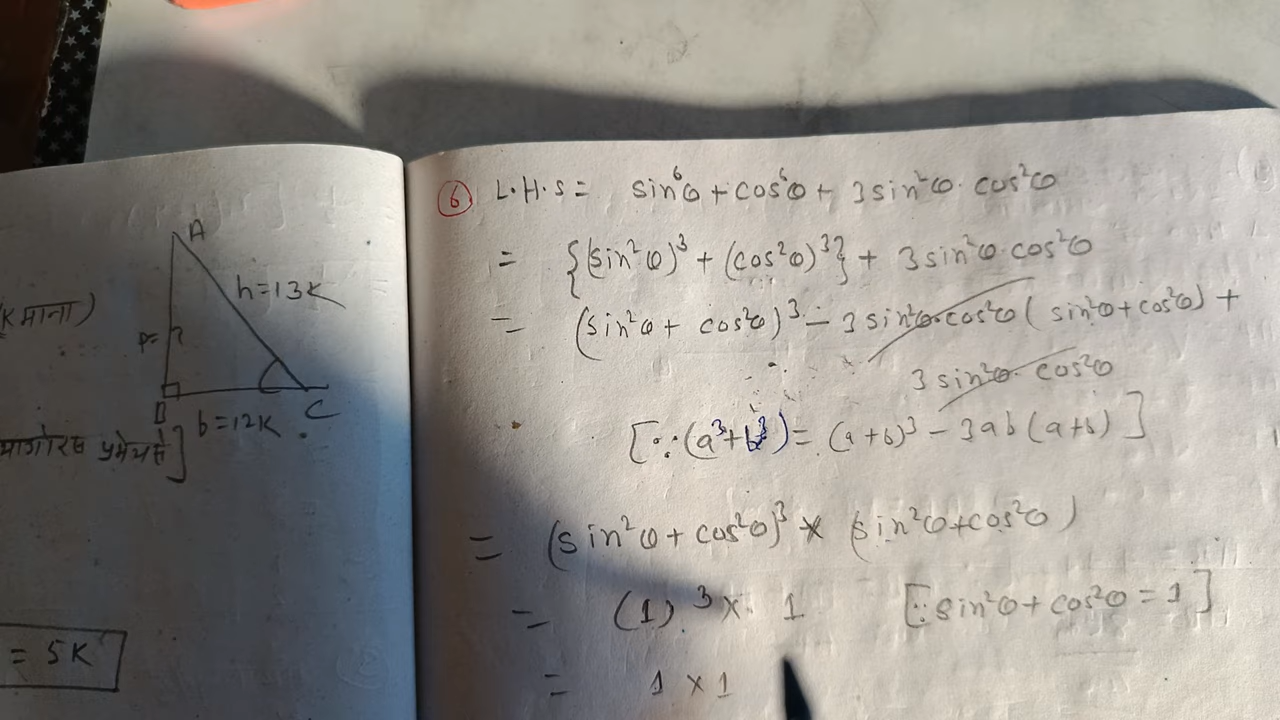 A
K माना)
h=13K
P=
b=12K
C
प्रमेय से]
= 5K
6 L.H.S = sin⁶θ + cos⁶θ + 3sin²θ. cos²θ
= {(sin²θ)³ + (cos²θ)³} + 3sin²θ.cos²θ
= (sin²θ + cos²θ)³ - 3sin²θ.cos²θ (sin²θ+cos²θ) +
3sin²θ. cos²θ
[∵(a³+b³) = (a+b)³ - 3ab(a+b)]
= (sin²θ + cos²θ)³ × (sin²θ+cos²θ)
= (1)³ × 1 [∵sin²θ + cos²θ = 1]
= 1 × 1